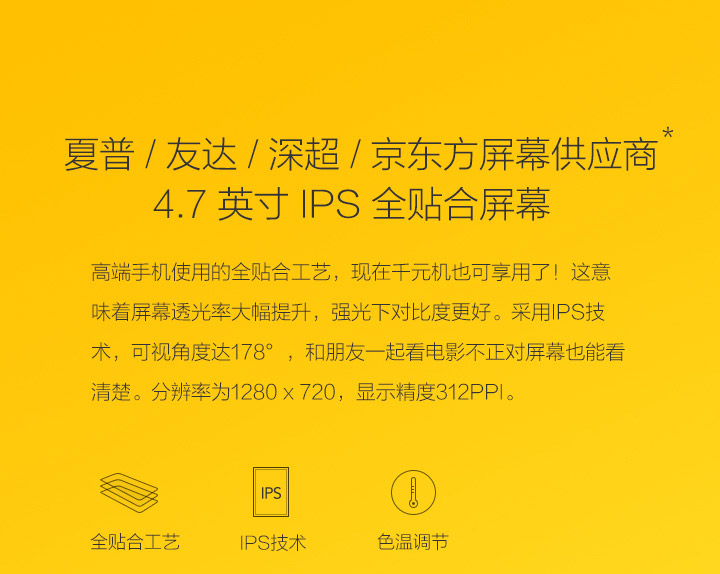 夏普 / 友达 / 深超 / 京东方屏幕供应商*
4.7 英寸 IPS 全贴合屏幕
高端手机使用的全贴合工艺，现在千元机也可享用了！这意
味着屏幕透光率大幅提升，强光下对比度更好。采用IPS技
术，可视角度达178°，和朋友一起看电影不正对屏幕也能看
清楚。分辨率为1280 x 720，显示精度312PPI。
IPS
全贴合工艺 IPS技术 色温调节